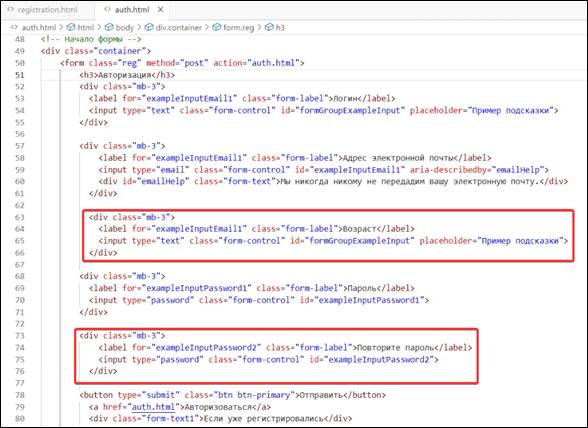 registration.html auth.html ×
auth.html > html > body > div.container > form.reg > h3
48 <!-- Начало формы -->
49 <div class="container">
50 <form class="reg" method="post" action="auth.html">
51 <h3>Авторизация</h3>
52 <div class="mb-3">
53 <label for="exampleInputEmail1" class="form-label">Логин</label>
54 <input type="text" class="form-control" id="formGroupExampleInput" placeholder="Пример подсказки">
55 </div>
56
57 <div class="mb-3">
58 <label for="exampleInputEmail1" class="form-label">Адрес электронной почты</label>
59 <input type="email" class="form-control" id="exampleInputEmail1" aria-describedby="emailHelp">
60 <div id="emailHelp" class="form-text">Мы никогда никому не передадим вашу электронную почту.</div>
61 </div>
62
63 <div class="mb-3">
64 <label for="exampleInputEmail1" class="form-label">Возраст</label>
65 <input type="text" class="form-control" id="formGroupExampleInput" placeholder="Пример подсказки">
66 </div>
67
68 <div class="mb-3">
69 <label for="exampleInputPassword1" class="form-label">Пароль</label>
70 <input type="password" class="form-control" id="exampleInputPassword1">
71 </div>
72
73 <div class="mb-3">
74 <label for="exampleInputPassword2" class="form-label">Повторите пароль</label>
75 <input type="password" class="form-control" id="exampleInputPassword2">
76 </div>
77
78 <button type="submit" class="btn btn-primary">Отправить</button>
79 <a href="auth.html">Авторизоваться</a>
80 <div class="form-text1">Если уже регистрировались</div>